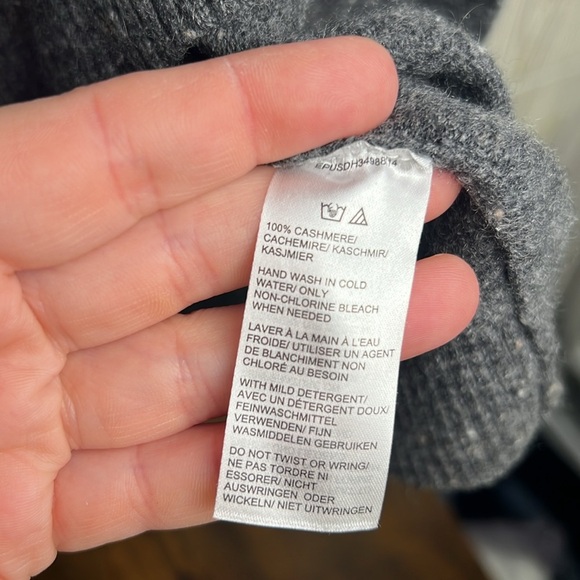 100% CASHMERE/
CACHEMIRE/ KASCHMIR/
KASJMIER
HAND WASH IN COLD
WATER/ ONLY
NON-CHLORINE BLEACH
WHEN NEEDED
LAVER À LA MAIN À L'EAU
FROIDE/ UTILISER UN AGENT
DE BLANCHIMENT NON
CHLORÉ AU BESOIN
WITH MILD DETERGENT/
AVEC UN DÉTERGENT DOUX/
FEINWASCHMITTEL
VERWENDEN/ FIJN
WASMIDDELEN GEBRUIKEN
DO NOT TWIST OR WRING/
NE PAS TORDRE NI
ESSORER/ NICHT
AUSWRINGEN ODER
WICKELN/ NIET UITWRINGEN